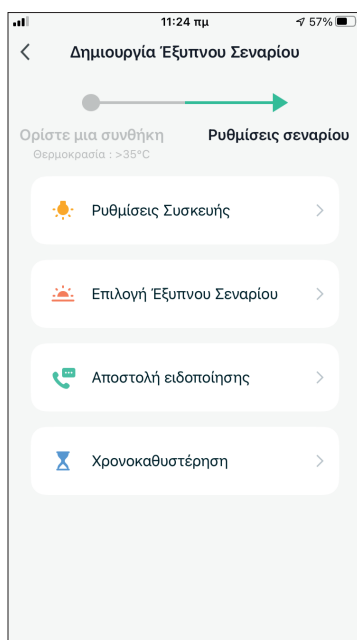 11:24 πμ
57%
Δημιουργία Έξυπνου Σεναρίου
Ορίστε μια συνθήκη
Ρυθμίσεις σεναρίου
Θερμοκρασία : >35°C
Ρυθμίσεις Συσκευής
Επιλογή Έξυπνου Σεναρίου
Αποστολή ειδοποίησης
Χρονοκαθυστέρηση